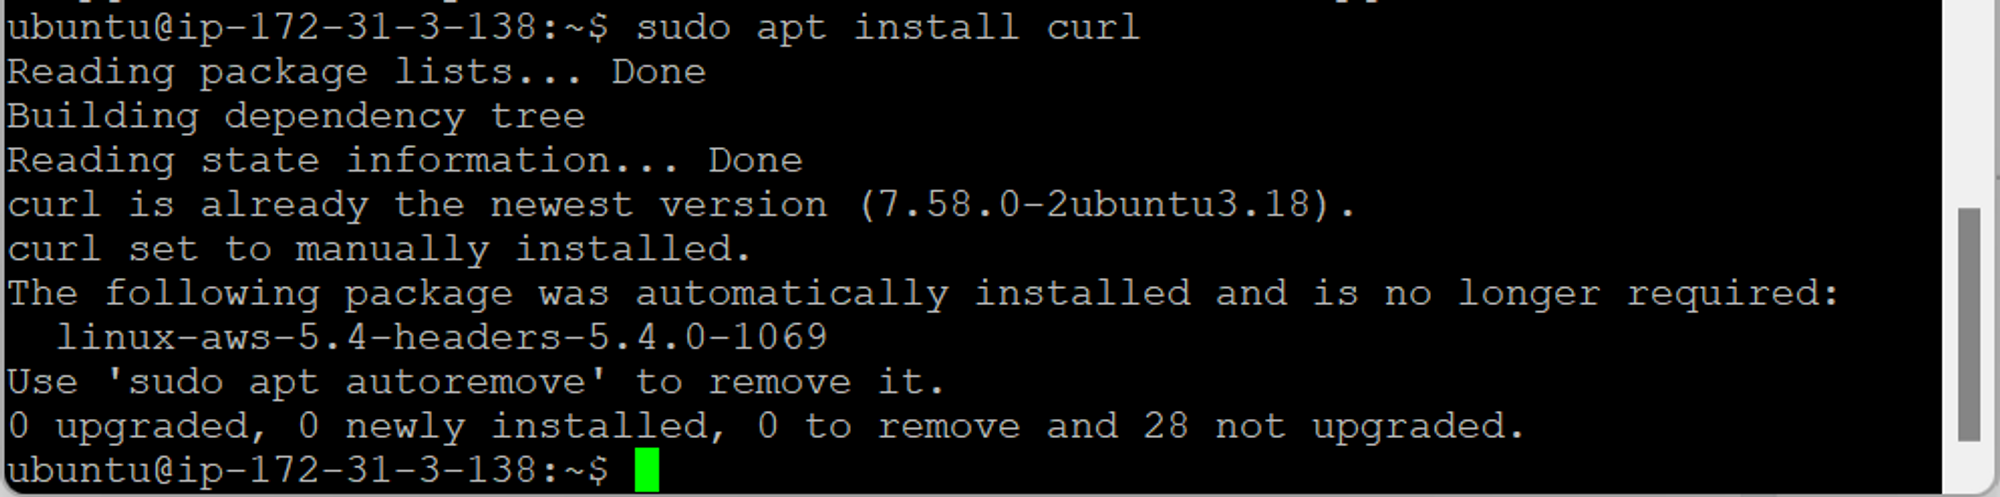 ubuntu@ip-172-31-3-138:~$ sudo apt install curl
Reading package lists... Done
Building dependency tree
Reading state information... Done
curl is already the newest version (7.58.0-2ubuntu3.18).
curl set to manually installed.
The following package was automatically installed and is no longer required:
  linux-aws-5.4-headers-5.4.0-1069
Use 'sudo apt autoremove' to remove it.
0 upgraded, 0 newly installed, 0 to remove and 28 not upgraded.
ubuntu@ip-172-31-3-138:~$